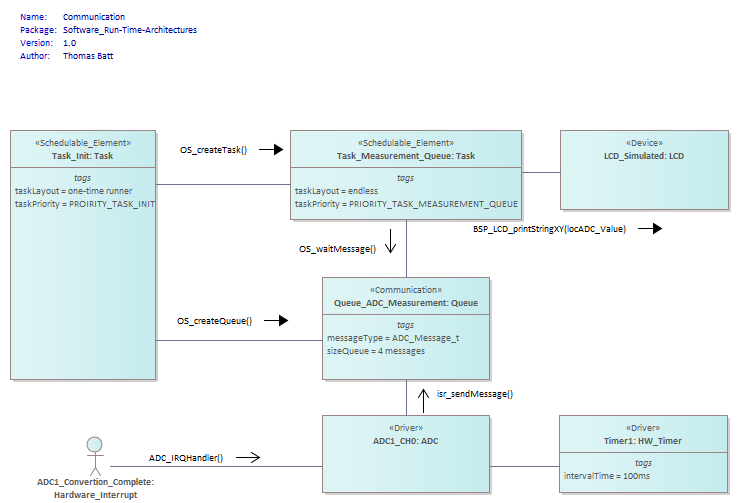 Name: Communication
Package: Software_Run-Time-Architectures
Version: 1.0
Author: Thomas Batt
«Schedulable_Element»
Task_Init: Task
tags
taskLayout = one-time runner
taskPriority = PROIRITY_TASK_INIT
OS_createTask()
«Schedulable_Element»
Task_Measurement_Queue: Task
tags
taskLayout = endless
taskPriority = PRIORITY_TASK_MEASUREMENT_QUEUE
«Device»
LCD_Simulated: LCD
BSP_LCD_printStringXY(locADC_Value)
OS_waitMessage()
OS_createQueue()
«Communication»
Queue_ADC_Measurement: Queue
tags
messageType = ADC_Message_t
sizeQueue = 4 messages
isr_sendMessage()
ADC_IRQHandler()
ADC1_Convertion_Complete:
Hardware_Interrupt
«Driver»
ADC1_CH0: ADC
«Driver»
Timer1: HW_Timer
tags
intervalTime = 100ms